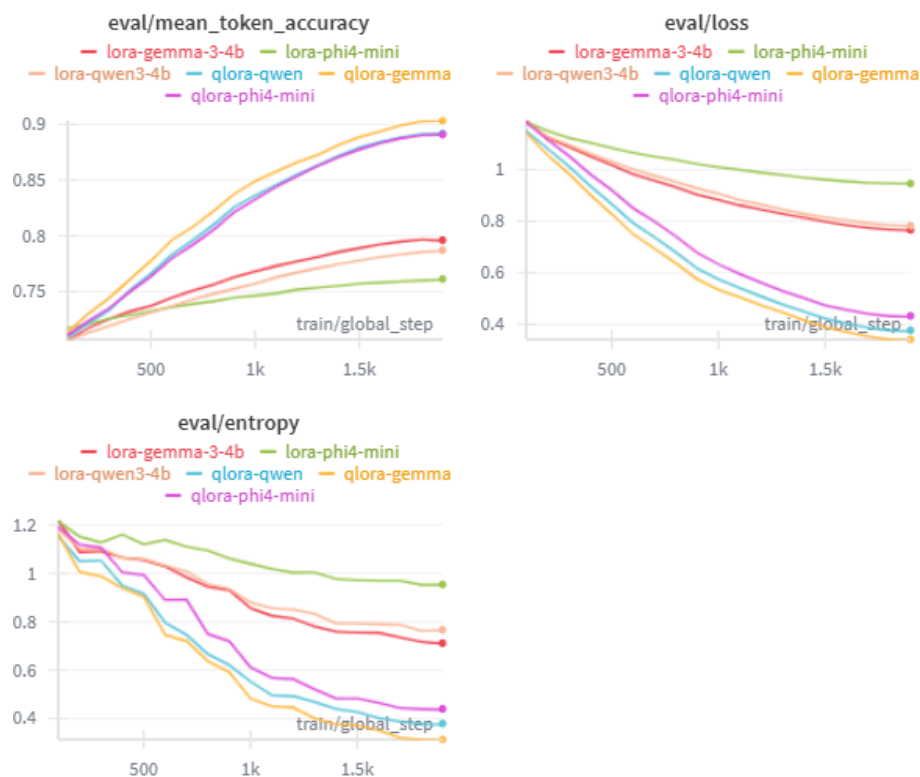 eval/mean_token_accuracy
lora-gemma-3-4b lora-phi4-mini
lora-qwen3-4b qlora-qwen qlora-gemma
qlora-phi4-mini
0.9
0.85
0.8
0.75
train/global_step
500 1k 1.5k
eval/loss
lora-gemma-3-4b lora-phi4-mini
lora-qwen3-4b qlora-qwen qlora-gemma
qlora-phi4-mini
1
0.8
0.6
0.4
train/global_step
500 1k 1.5k
eval/entropy
lora-gemma-3-4b lora-phi4-mini
lora-qwen3-4b qlora-qwen qlora-gemma
qlora-phi4-mini
1.2
1
0.8
0.6
0.4
train/global_step
500 1k 1.5k